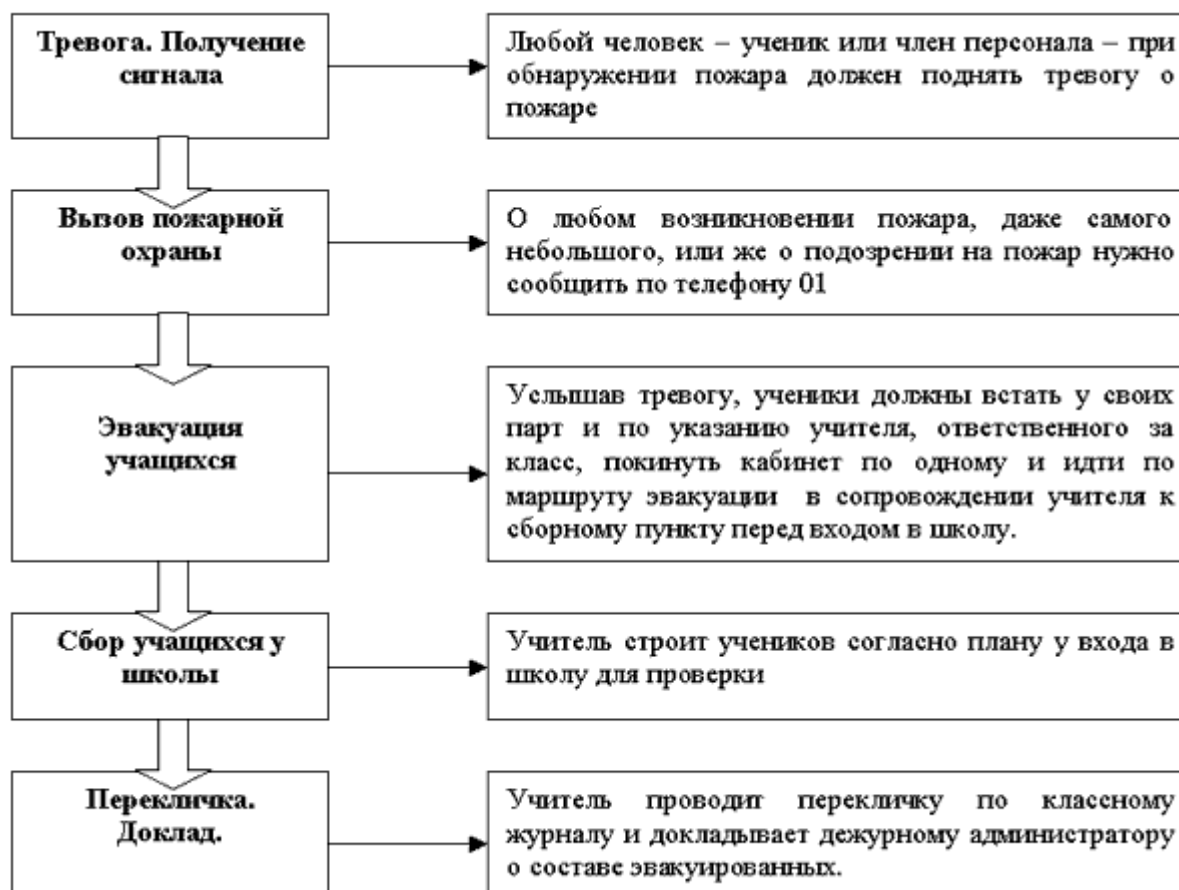 Тревога. Получение
сигнала
Любой человек – ученик или член персонала – при
обнаружении пожара должен поднять тревогу о
пожаре
Вызов пожарной
охраны
О любом возникновении пожара, даже самого
небольшого, или же о подозрении на пожар нужно
сообщить по телефону 01
Эвакуация
учащихся
Услышав тревогу, ученики должны встать у своих
парт и по указанию учителя, ответственного за
класс, покинуть кабинет по одному и идти по
маршруту эвакуации в сопровождении учителя к
сборному пункту перед входом в школу.
Сбор учащихся у
школы
Учитель строит учеников согласно плану у входа в
школу для проверки
Перекличка.
Доклад.
Учитель проводит перекличку по классному
журналу и докладывает дежурному администратору
о составе эвакуированных.